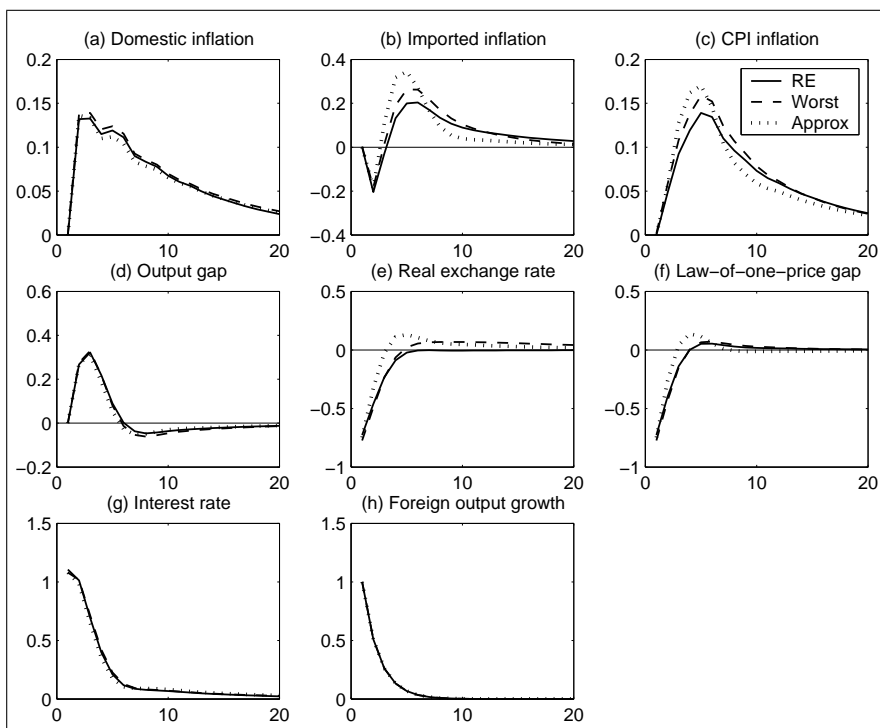 (a) Domestic inflation
0.2
0.15
0.1
0.05
0
0 10 20
(b) Imported inflation
0.4
0.2
0
−0.2
−0.4
0 10 20
(c) CPI inflation
0.2
0.15
0.1
0.05
0
0 10 20
RE
Worst
Approx
(d) Output gap
0.6
0.4
0.2
0
−0.2
0 10 20
(e) Real exchange rate
0.5
0
−0.5
−1
0 10 20
(f) Law−of−one−price gap
0.5
0
−0.5
−1
0 10 20
(g) Interest rate
1.5
1
0.5
0
0 10 20
(h) Foreign output growth
1.5
1
0.5
0
0 10 20